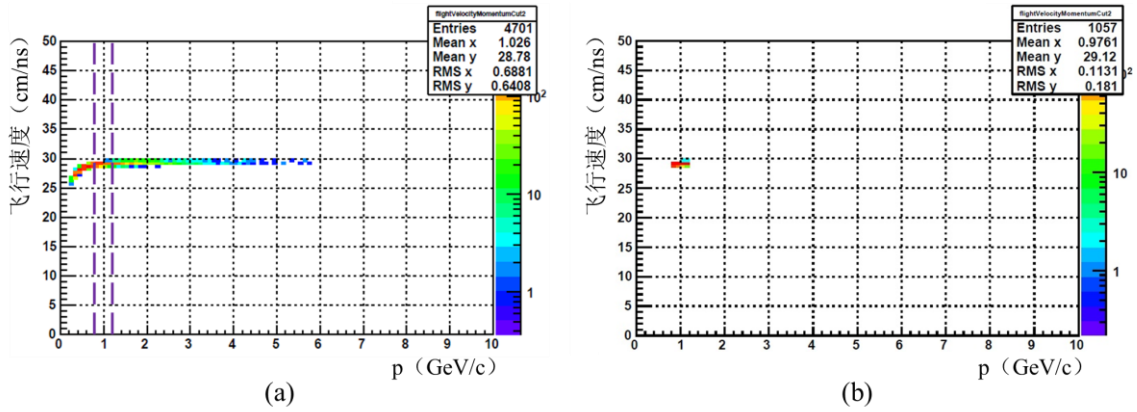 flightVelocityMomentumCut2
Entries 4701
Mean x 1.026
Mean y 28.78
RMS x 0.6881
RMS y 0.6408
飞行速度（cm/ns）
50
45
40
35
30
25
20
15
10
5
0
0 1 2 3 4 5 6 7 8 9 10
10²
10
1
p（GeV/c）
(a)
flightVelocityMomentumCut2
Entries 1057
Mean x 0.9761
Mean y 29.12
RMS x 0.1131
RMS y 0.181
飞行速度（cm/ns）
50
45
40
35
30
25
20
15
10
5
0
0 1 2 3 4 5 6 7 8 9 10
10
1
p（GeV/c）
(b)